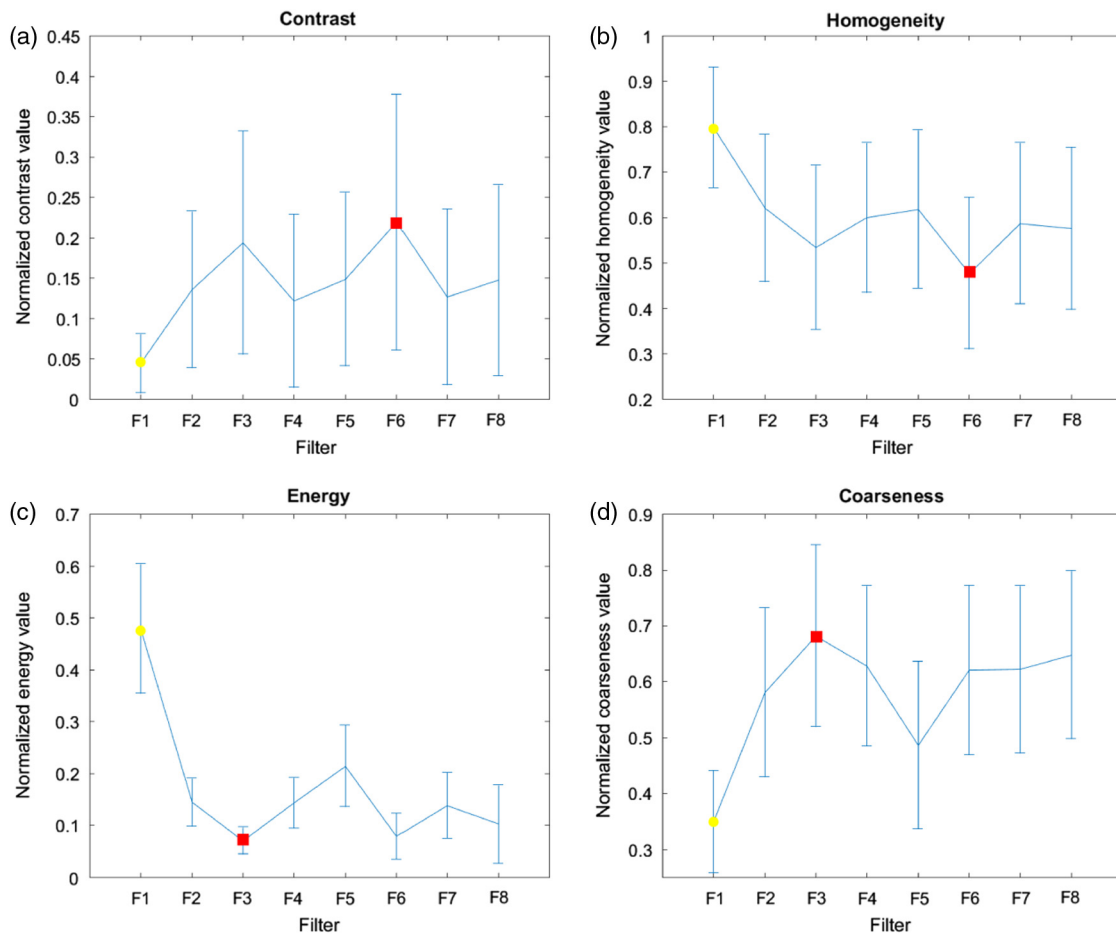 (a)
Contrast
Normalized contrast value
0.45
0.4
0.35
0.3
0.25
0.2
0.15
0.1
0.05
0
F1 F2 F3 F4 F5 F6 F7 F8
Filter
(b)
Homogeneity
Normalized homogeneity value
1
0.9
0.8
0.7
0.6
0.5
0.4
0.3
0.2
F1 F2 F3 F4 F5 F6 F7 F8
Filter
(c)
Energy
Normalized energy value
0.7
0.6
0.5
0.4
0.3
0.2
0.1
0
F1 F2 F3 F4 F5 F6 F7 F8
Filter
(d)
Coarseness
Normalized coarseness value
0.9
0.8
0.7
0.6
0.5
0.4
0.3
F1 F2 F3 F4 F5 F6 F7 F8
Filter